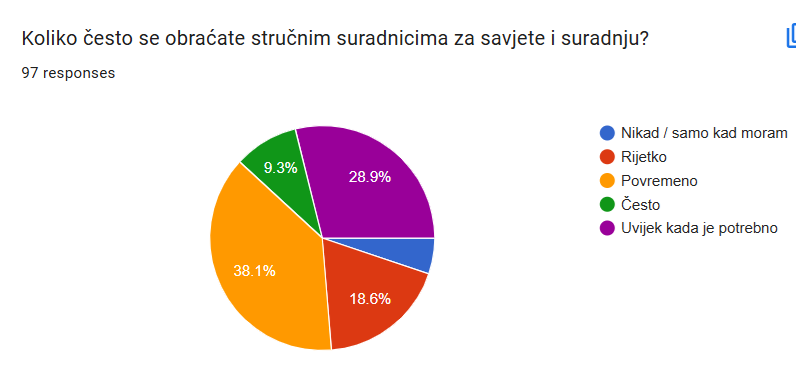 Koliko često se obraćate stručnim suradnicima za savjete i suradnju?
97 responses
9.3%
28.9%
38.1%
18.6%
Nikad / samo kad moram
Rijetko
Povremeno
Često
Uvijek kada je potrebno